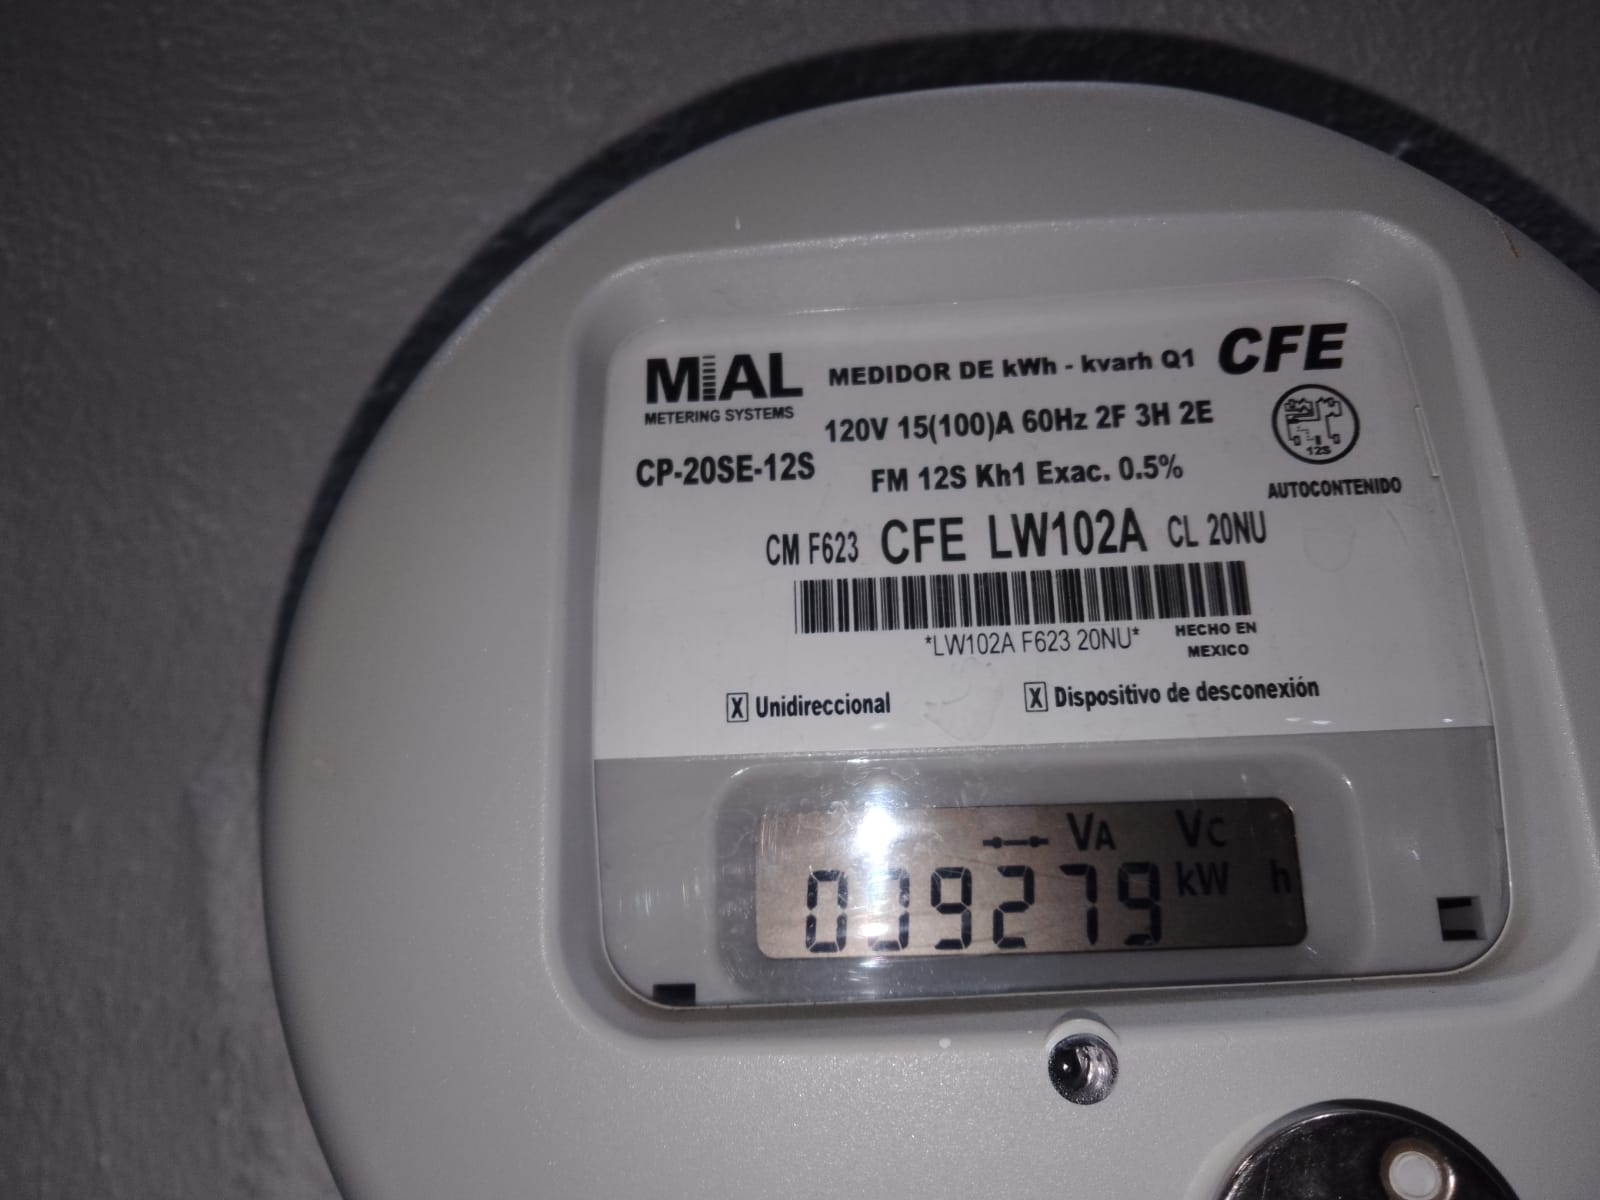 MIAL
METERING SYSTEMS
MEDIDOR DE kWh - kvarh Q1
CFE
120V 15(100)A 60Hz 2F 3H 2E
CP-20SE-12S
FM 12S Kh1 Exac. 0.5%
12S
AUTOCONTENIDO
CM F623 CFE LW102A CL 20NU
*LW102A F623 20NU*
HECHO EN
MEXICO
X Unidireccional
X Dispositivo de desconexión
VA VC
009279 kW h